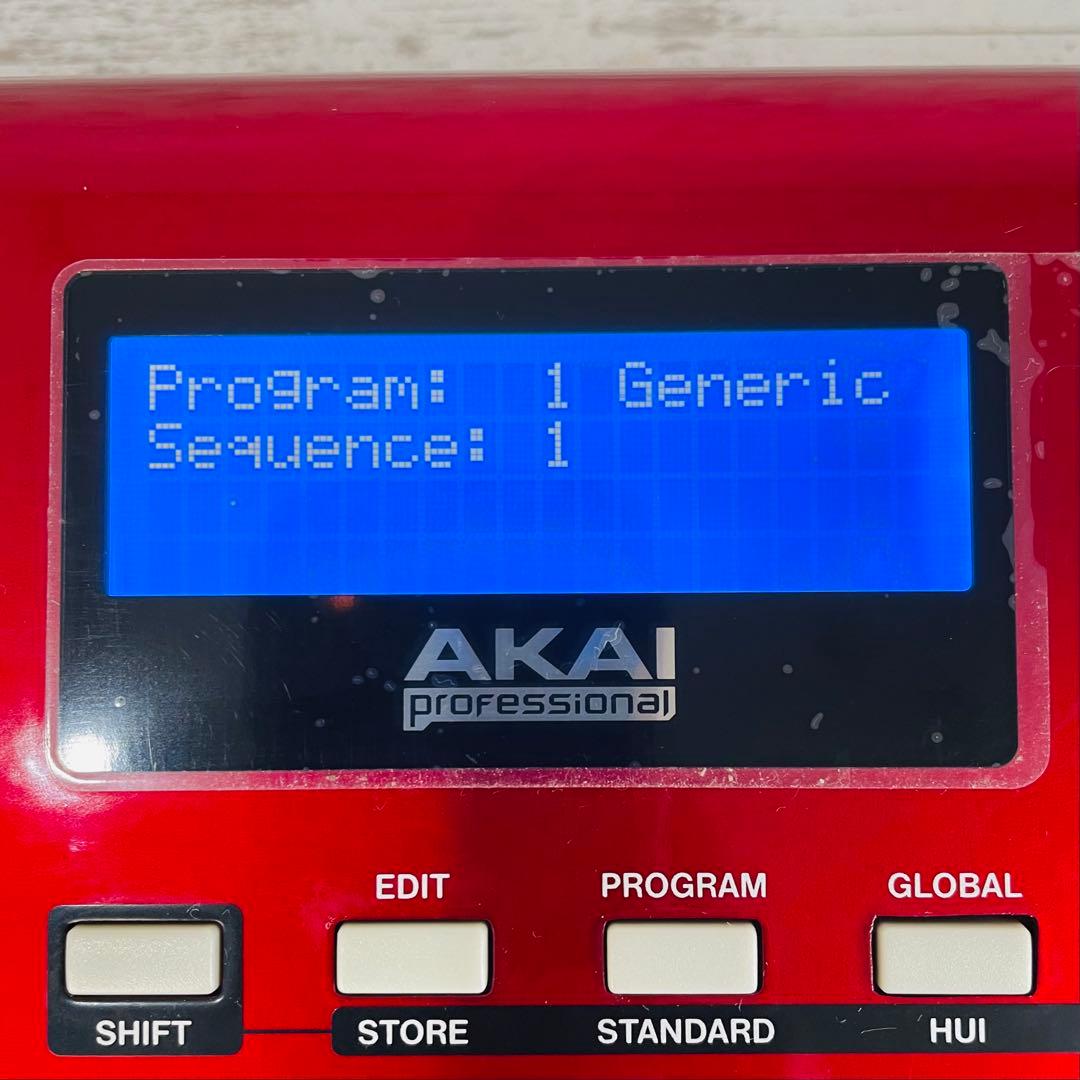 Program:  1 Generic
Sequence: 1
AKAI
professional
EDIT PROGRAM GLOBAL
SHIFT STORE STANDARD HUI